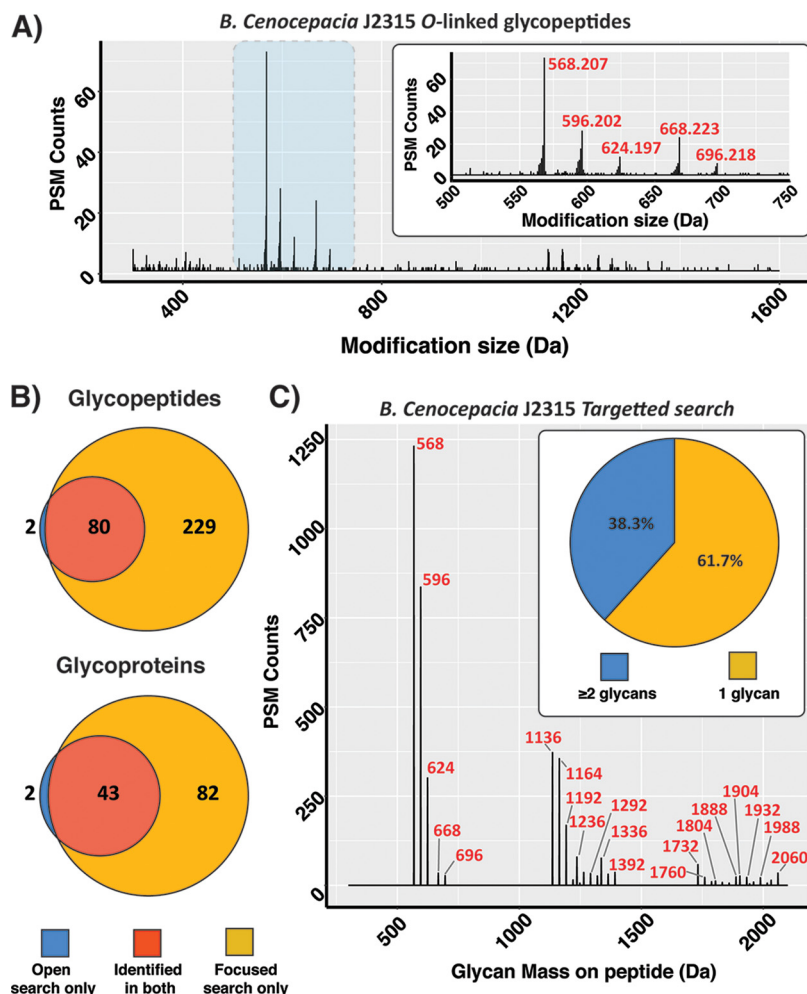 A)
B. Cenocepacia J2315 O-linked glycopeptides
PSM Counts
60
40
20
0
400
800
1200
1600
Modification size (Da)
PSM Counts
60
40
20
0
500
550
600
650
700
750
Modification size (Da)
568.207
596.202
624.197
668.223
696.218
B)
Glycopeptides
2
80
229
Glycoproteins
2
43
82
Open
search only
Identified
in both
Focused
search only
C)
B. Cenocepacia J2315 Targetted search
PSM Counts
1250
1000
750
500
250
0
500
1000
1500
2000
Glycan Mass on peptide (Da)
568
596
624
668
696
1136
1164
1192
1236
1292
1336
1392
1732
1760
1804
1888
1904
1932
1988
2060
38.3%
61.7%
≥2 glycans
1 glycan